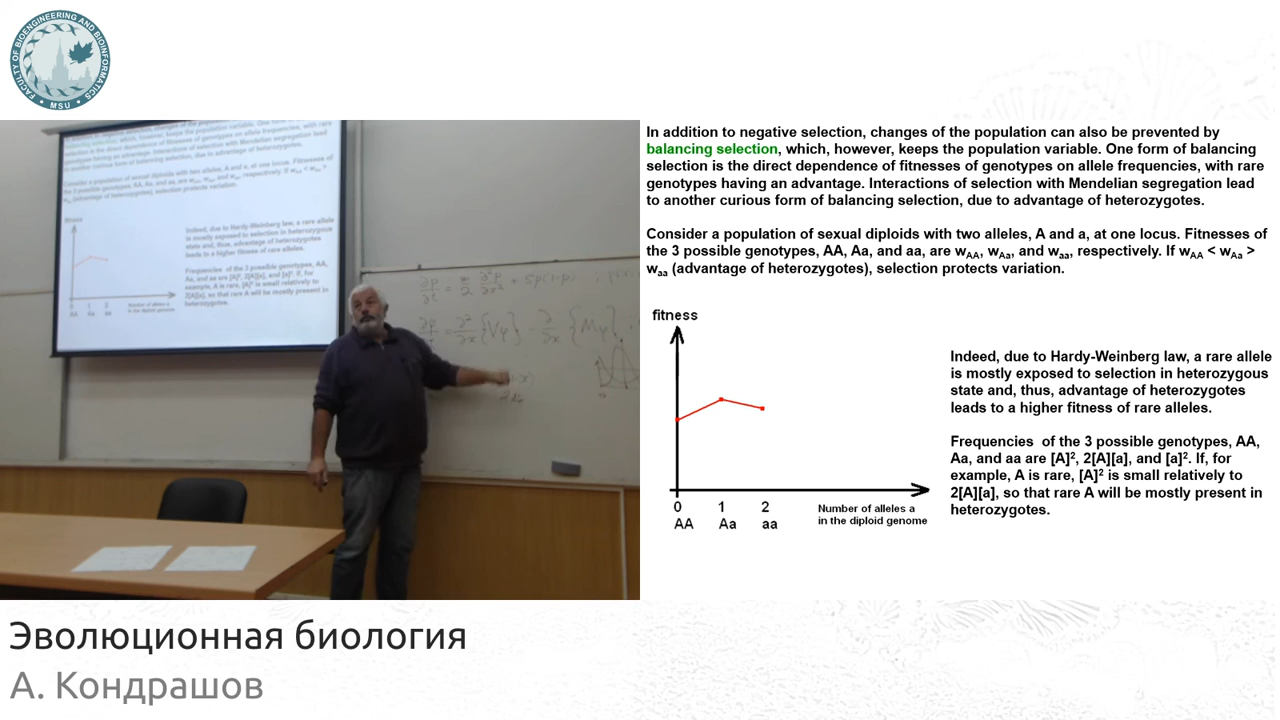 FACULTY OF BIOENGINEERING AND BIOINFORMATICS
• MSU •
In addition to negative selection, changes of the population can also be prevented by
balancing selection, which, however, keeps the population variable. One form of balancing
selection is the direct dependence of fitnesses of genotypes on allele frequencies, with rare
genotypes having an advantage. Interactions of selection with Mendelian segregation lead
to another curious form of balancing selection, due to advantage of heterozygotes.
Consider a population of sexual diploids with two alleles, A and a, at one locus. Fitnesses of
the 3 possible genotypes, AA, Aa, and aa, are wAA, wAa, and waa, respectively. If wAA < wAa >
waa (advantage of heterozygotes), selection protects variation.
fitness
0 1 2
AA Aa aa
Number of alleles a
in the diploid genome
Indeed, due to Hardy-Weinberg law, a rare allele
is mostly exposed to selection in heterozygous
state and, thus, advantage of heterozygotes
leads to a higher fitness of rare alleles.
Frequencies of the 3 possible genotypes, AA,
Aa, and aa are [A]², 2[A][a], and [a]². If, for
example, A is rare, [A]² is small relatively to
2[A][a], so that rare A will be mostly present in
heterozygotes.
Эволюционная биология
А. Кондрашов